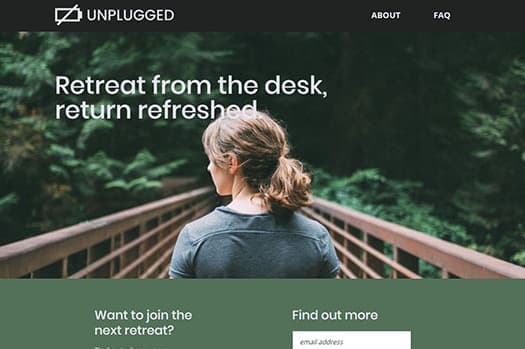 UNPLUGGED
ABOUT
FAQ
Retreat from the desk,
return refreshed.
Want to join the
next retreat?
Find out more
email address